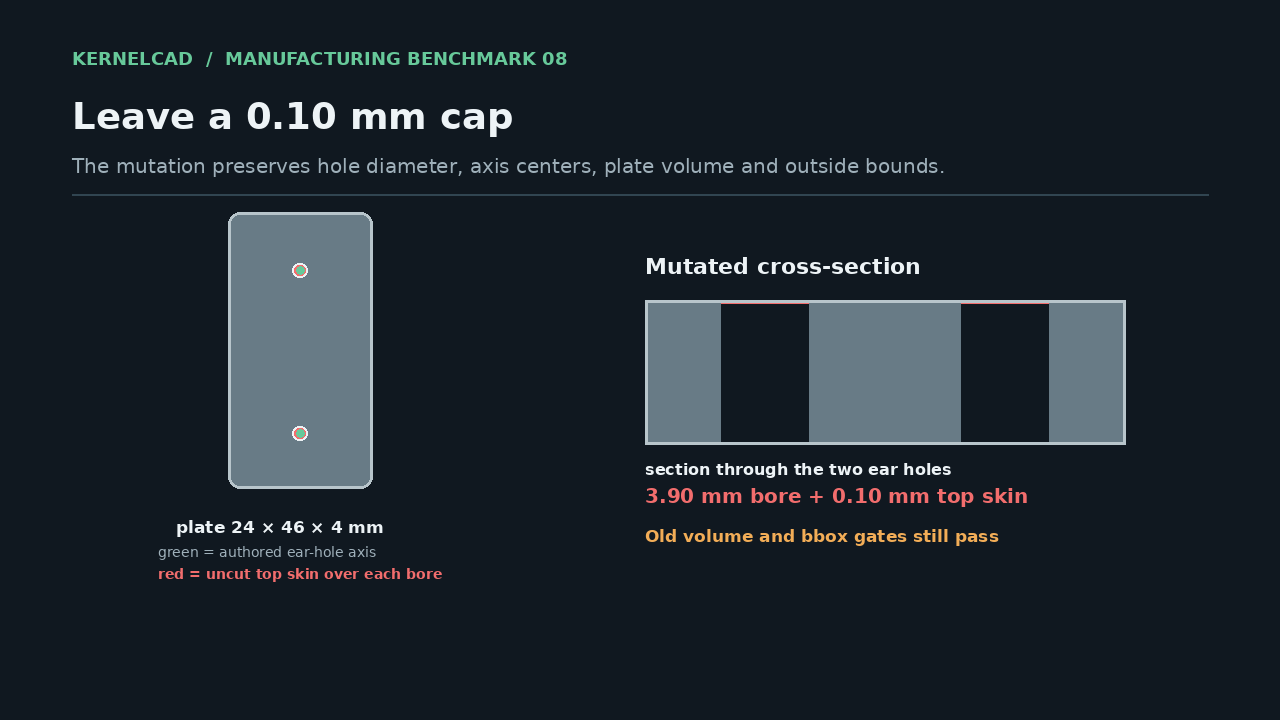 KERNELCAD / MANUFACTURING BENCHMARK 08
Leave a 0.10 mm cap
The mutation preserves hole diameter, axis centers, plate volume and outside bounds.
Mutated cross-section
section through the two ear holes
3.90 mm bore + 0.10 mm top skin
Old volume and bbox gates still pass
plate 24 × 46 × 4 mm
green = authored ear-hole axis
red = uncut top skin over each bore